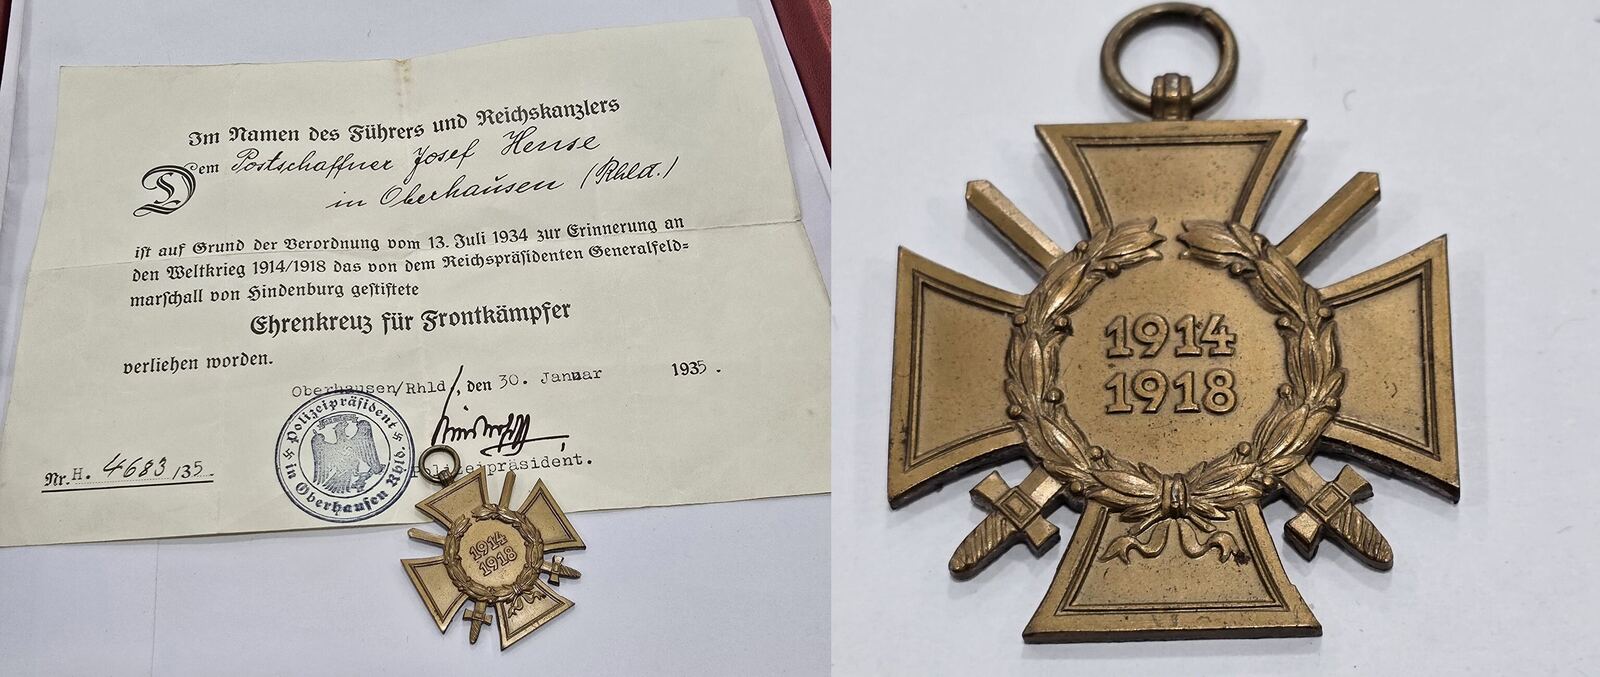 Im Namen des Führers und Reichskanzlers
Dem Postschaffner Josef Hense
in Oberhausen (Rhld.)
ist auf Grund der Verordnung vom 13. Juli 1934 zur Erinnerung an
den Weltkrieg 1914/1918 das von dem Reichspräsidenten Generalfeld=
marschall von Hindenburg gestiftete
Ehrenkreuz für Frontkämpfer
verliehen worden.
Oberhausen/Rhld/, den 30. Januar 1935.
Polizeipräsident.
Nr. H. 4683/35.
Polizeipräsident
in Oberhausen Rhld.
1914
1918
1914
1918